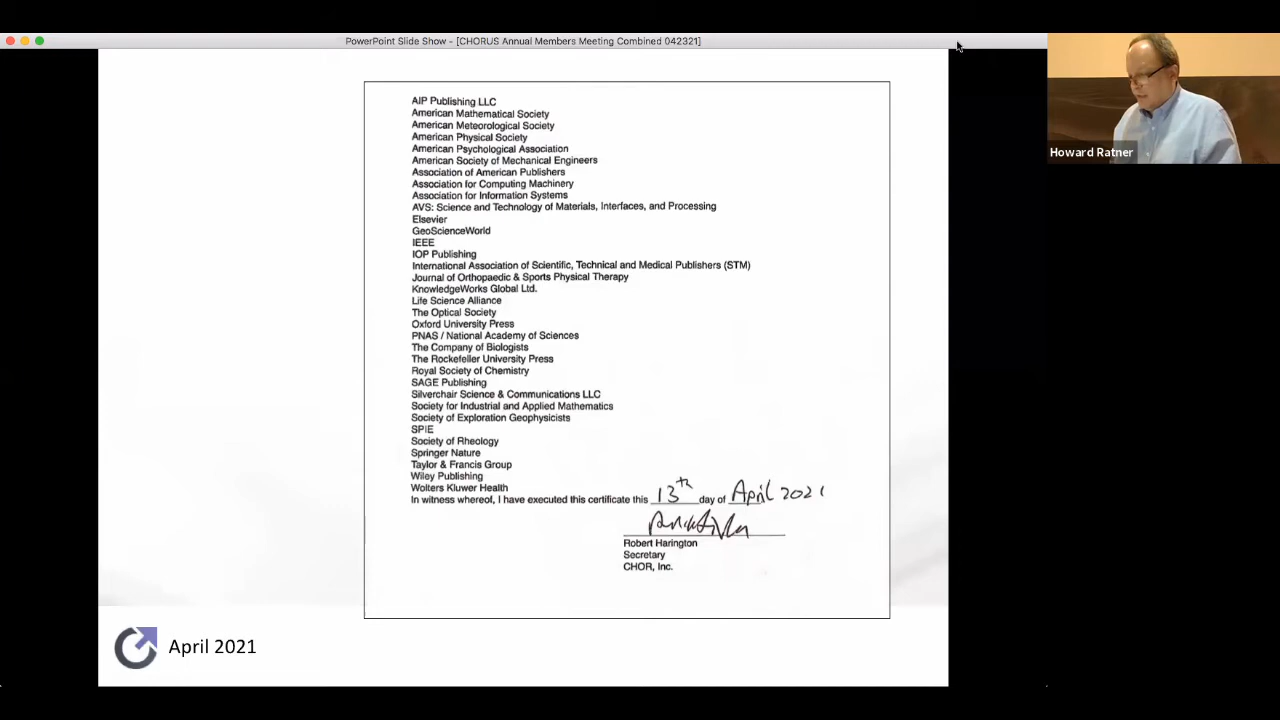 PowerPoint Slide Show - [CHORUS Annual Members Meeting Combined 042321]
Howard Ratner
AIP Publishing LLC
American Mathematical Society
American Meteorological Society
American Physical Society
American Psychological Association
American Society of Mechanical Engineers
Association of American Publishers
Association for Computing Machinery
Association for Information Systems
AVS: Science and Technology of Materials, Interfaces, and Processing
Elsevier
GeoScienceWorld
IEEE
IOP Publishing
International Association of Scientific, Technical and Medical Publishers (STM)
Journal of Orthopaedic & Sports Physical Therapy
KnowledgeWorks Global Ltd.
Life Science Alliance
The Optical Society
Oxford University Press
PNAS / National Academy of Sciences
The Company of Biologists
The Rockefeller University Press
Royal Society of Chemistry
SAGE Publishing
Silverchair Science & Communications LLC
Society for Industrial and Applied Mathematics
Society of Exploration Geophysicists
SPIE
Society of Rheology
Springer Nature
Taylor & Francis Group
Wiley Publishing
Wolters Kluwer Health
In witness whereof, I have executed this certificate this 13th day of April 2021
Robert Harington
Secretary
CHOR, Inc.
April 2021